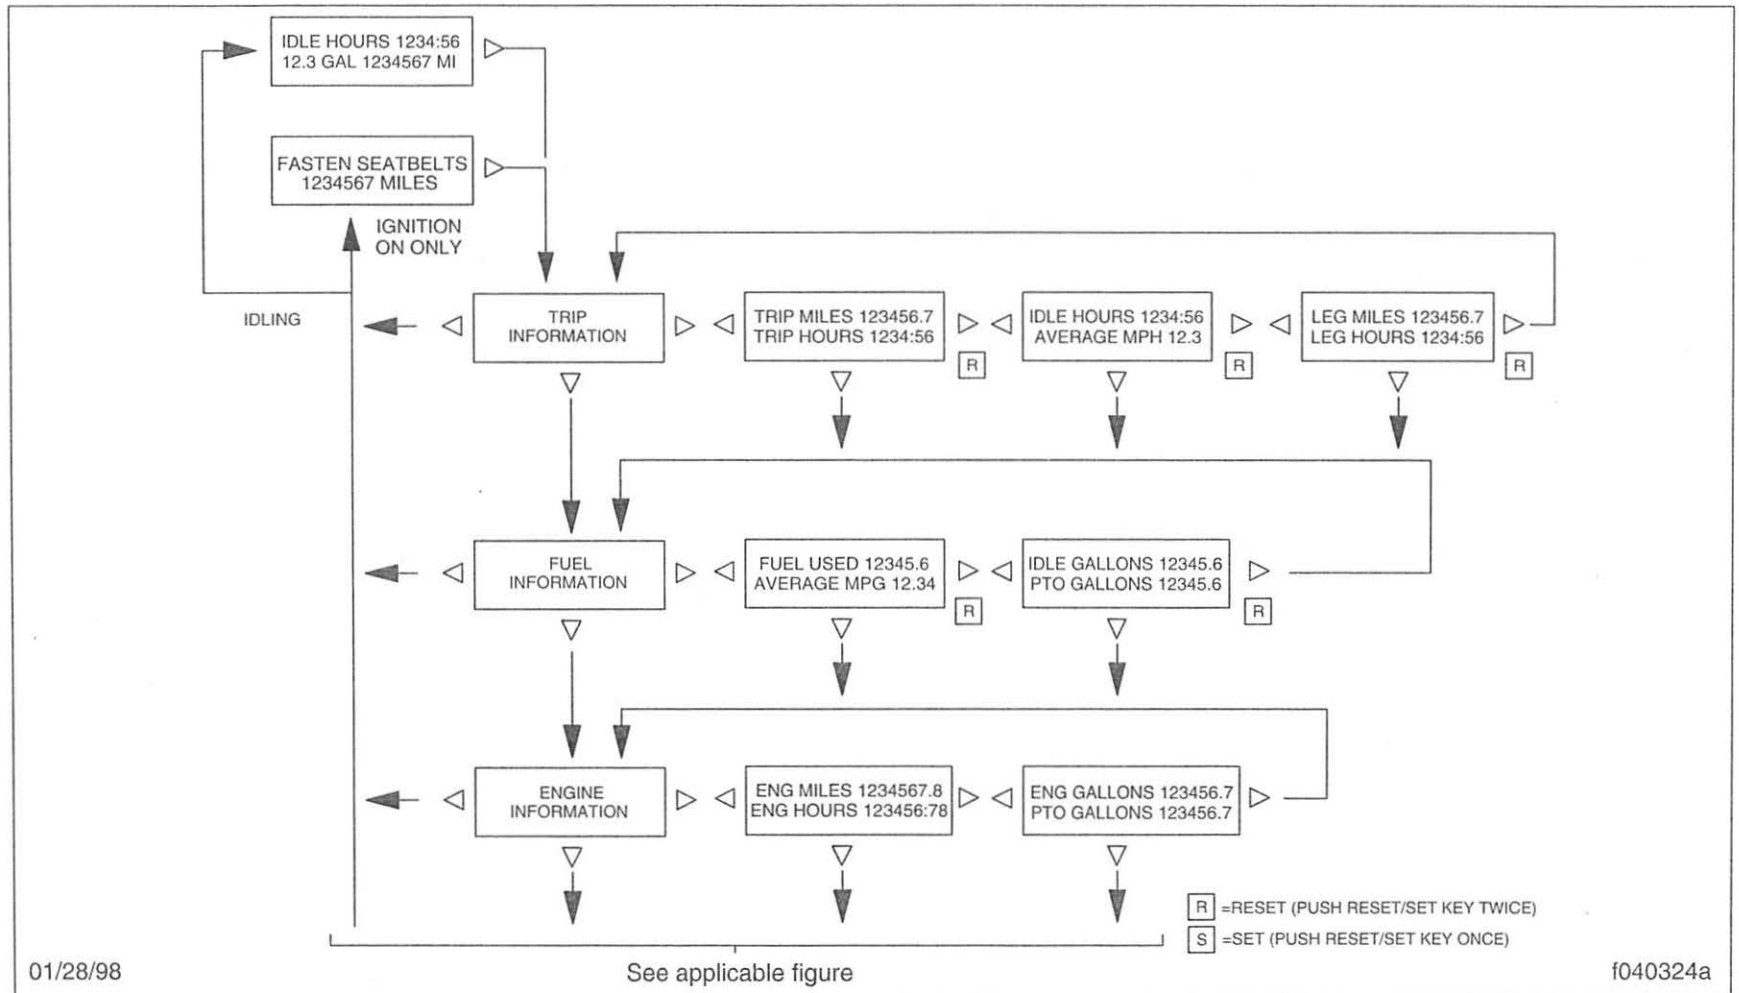 IDLE HOURS 1234:56
12.3 GAL 1234567 MI
FASTEN SEATBELTS
1234567 MILES
IGNITION
ON ONLY
IDLING
TRIP
INFORMATION
TRIP MILES 123456.7
TRIP HOURS 1234:56
R
IDLE HOURS 1234:56
AVERAGE MPH 12.3
R
LEG MILES 123456.7
LEG HOURS 1234:56
R
FUEL
INFORMATION
FUEL USED 12345.6
AVERAGE MPG 12.34
R
IDLE GALLONS 12345.6
PTO GALLONS 12345.6
R
ENGINE
INFORMATION
ENG MILES 1234567.8
ENG HOURS 123456:78
ENG GALLONS 123456.7
PTO GALLONS 123456.7
R =RESET (PUSH RESET/SET KEY TWICE)
S =SET (PUSH RESET/SET KEY ONCE)
01/28/98
See applicable figure
f040324a